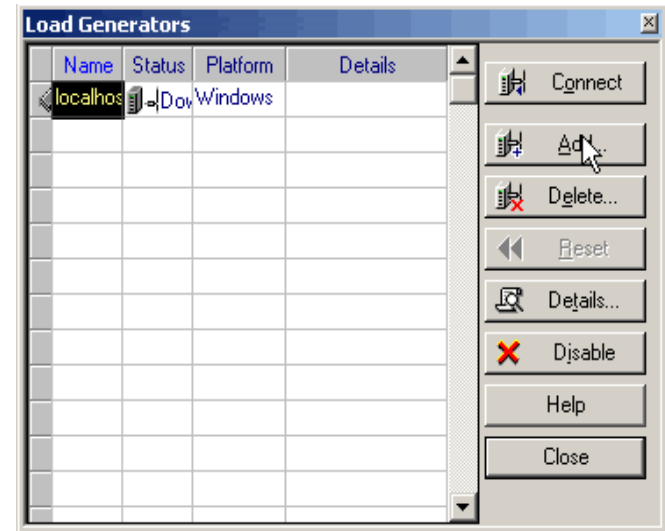 Load Generators
Name Status Platform Details
localhos Dov Windows
Connect
Add...
Delete...
Reset
Details...
Disable
Help
Close